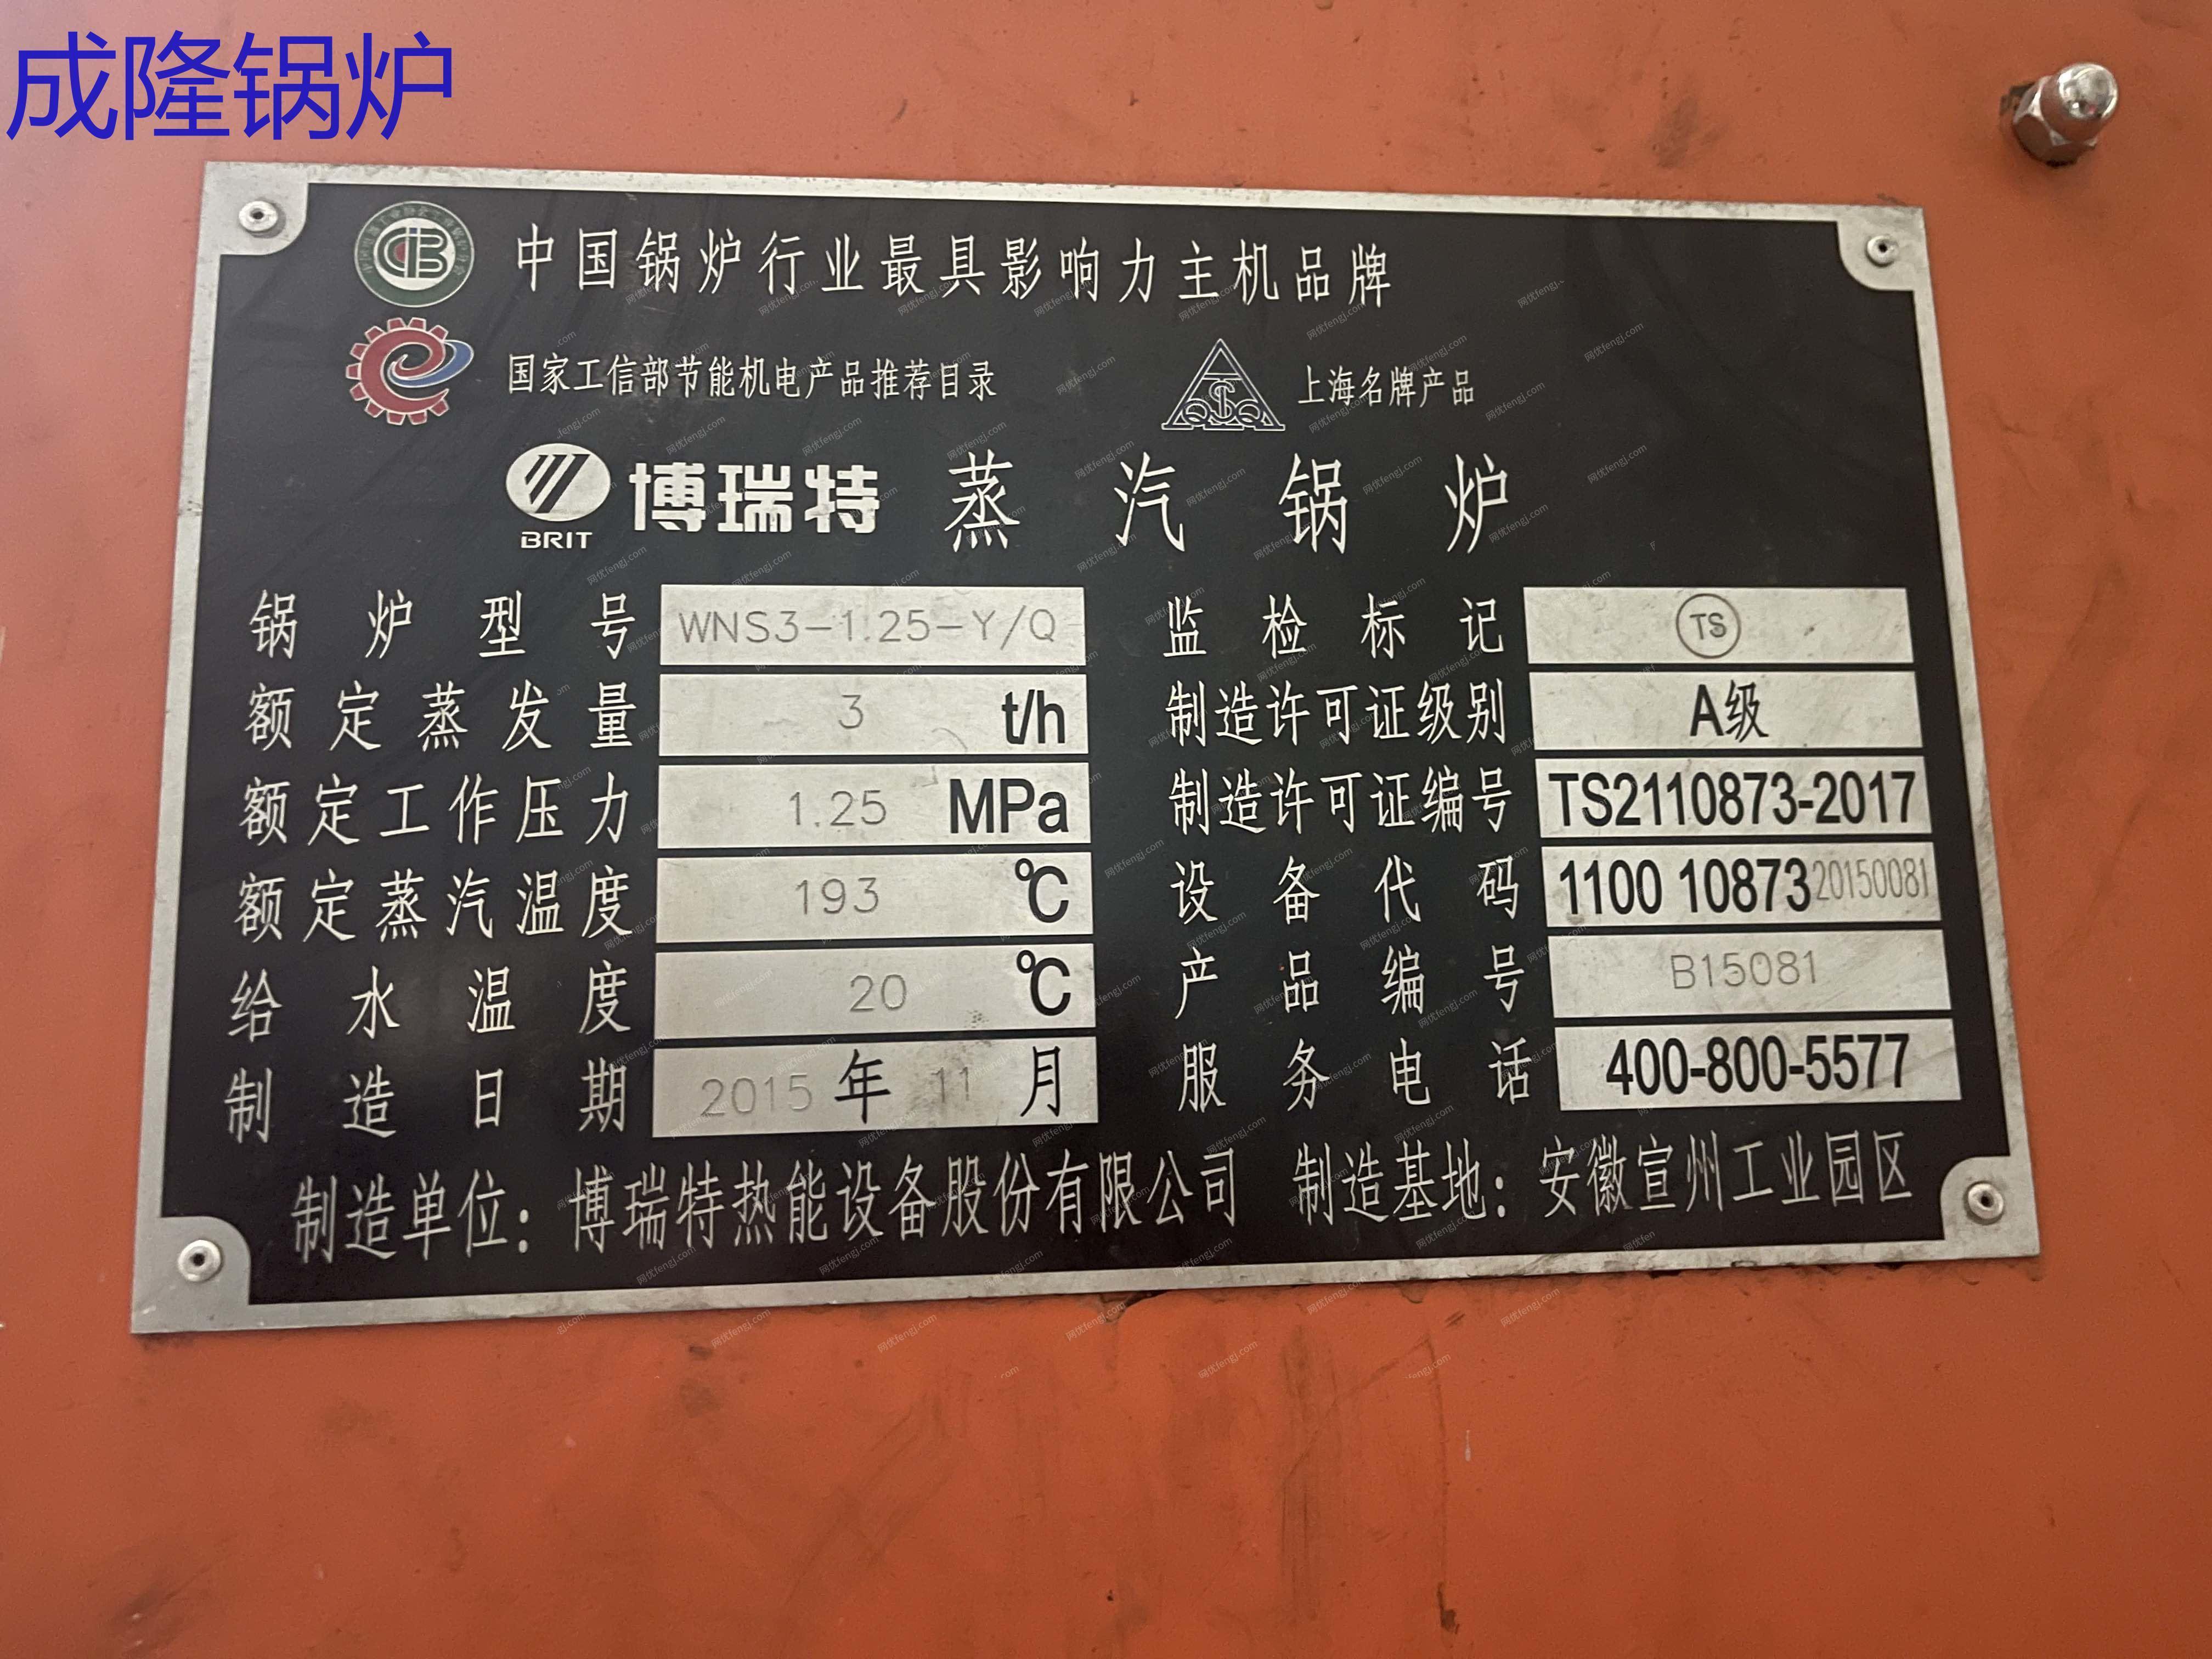 成隆锅炉
中国锅炉行业最具影响力主机品牌
国家工信部节能机电产品推荐目录 上海名牌产品
BRIT 博瑞特 蒸汽锅炉
锅炉型号 WNS3-1.25-Y/Q 监检标记 TS
额定蒸发量 3 t/h 制造许可证级别 A级
额定工作压力 1.25 MPa 制造许可证编号 TS2110873-2017
额定蒸汽温度 193 ℃ 设备代码 1100 10873 20150081
给水温度 20 ℃ 产品编号 B15081
制造日期 2015 年 11 月 服务电话 400-800-5577
制造单位：博瑞特热能设备股份有限公司 制造基地：安徽宣州工业园区
网优fengj.com